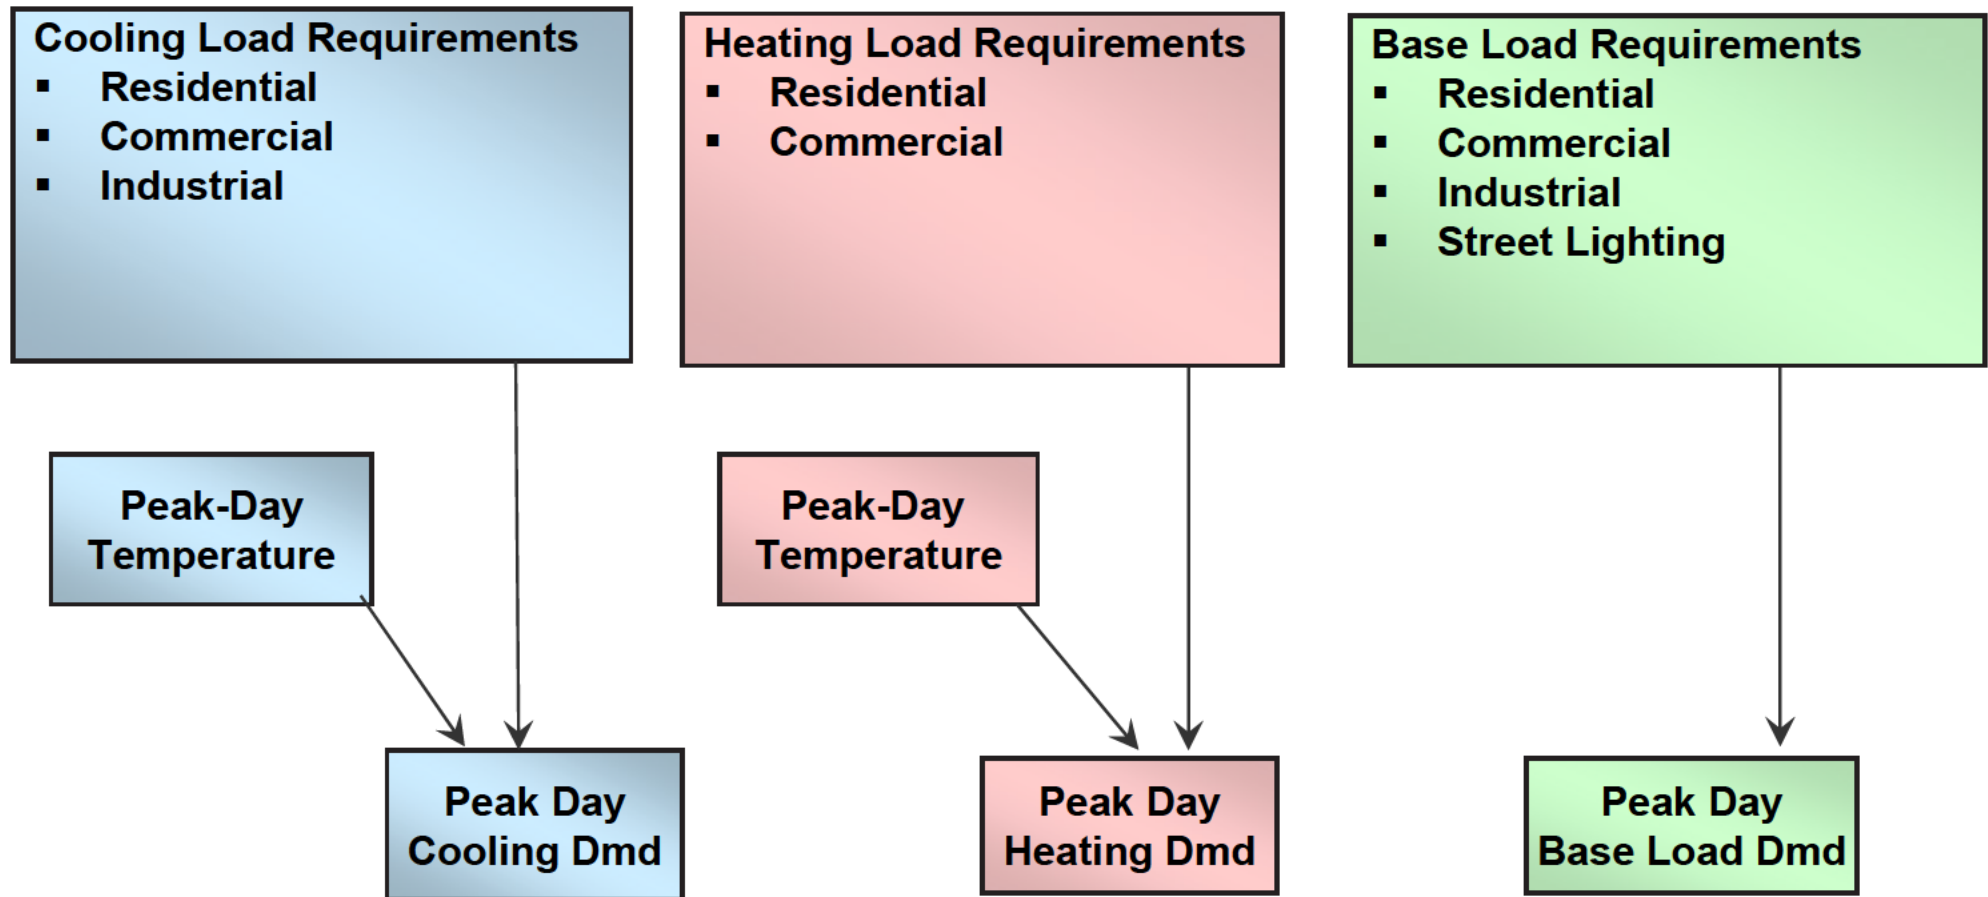 Cooling Load Requirements
▪ Residential
▪ Commercial
▪ Industrial
Heating Load Requirements
▪ Residential
▪ Commercial
Base Load Requirements
▪ Residential
▪ Commercial
▪ Industrial
▪ Street Lighting
Peak-Day
Temperature
Peak-Day
Temperature
Peak Day
Cooling Dmd
Peak Day
Heating Dmd
Peak Day
Base Load Dmd